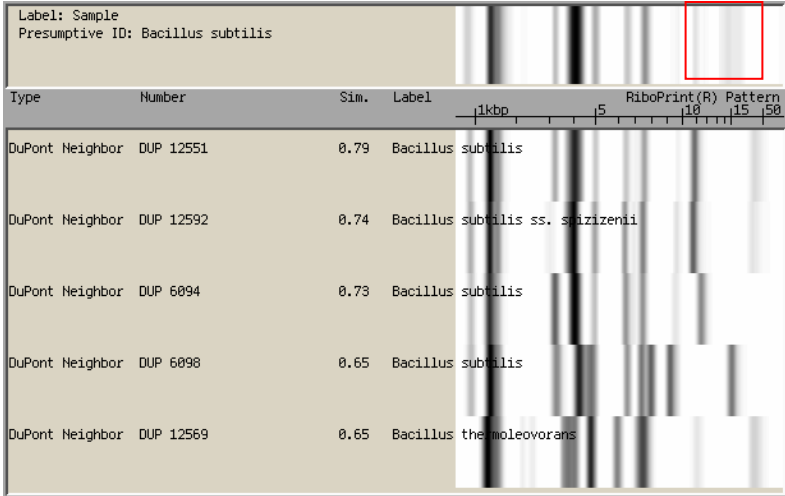 Label: Sample
Presumptive ID: Bacillus subtilis
Type Number Sim. Label RiboPrint(R) Pattern
1kbp 5 10 15 50
DuPont Neighbor DUP 12551 0.79 Bacillus subtilis
DuPont Neighbor DUP 12592 0.74 Bacillus subtilis ss. spizizenii
DuPont Neighbor DUP 6094 0.73 Bacillus subtilis
DuPont Neighbor DUP 6098 0.65 Bacillus subtilis
DuPont Neighbor DUP 12569 0.65 Bacillus thermoleovorans